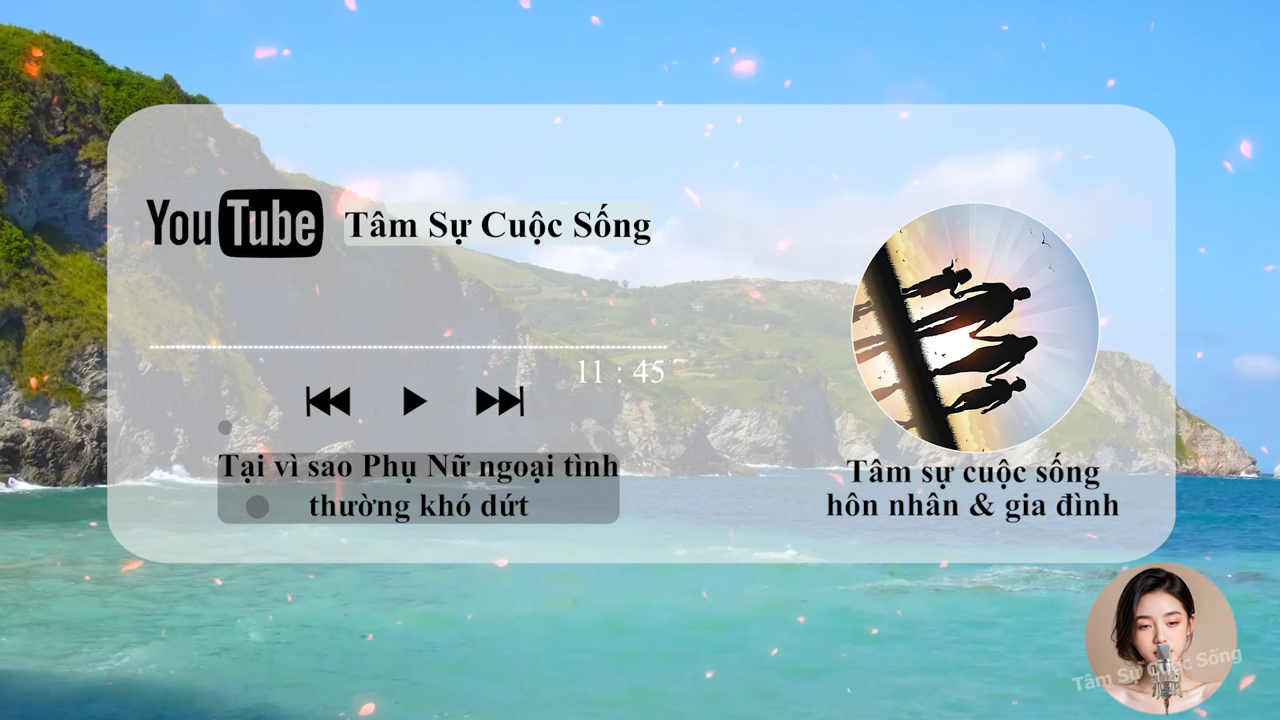 YouTube Tâm Sự Cuộc Sống
11 : 45
Tại vì sao Phụ Nữ ngoại tình
thường khó dứt
Tâm sự cuộc sống
hôn nhân & gia đình
Tâm Sự Cuộc Sống